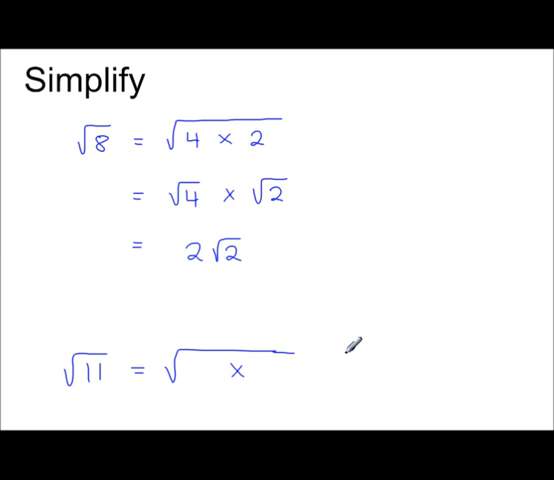 Simplify
√8 = √4 × 2
= √4 × √2
= 2√2
√11 = √ ×